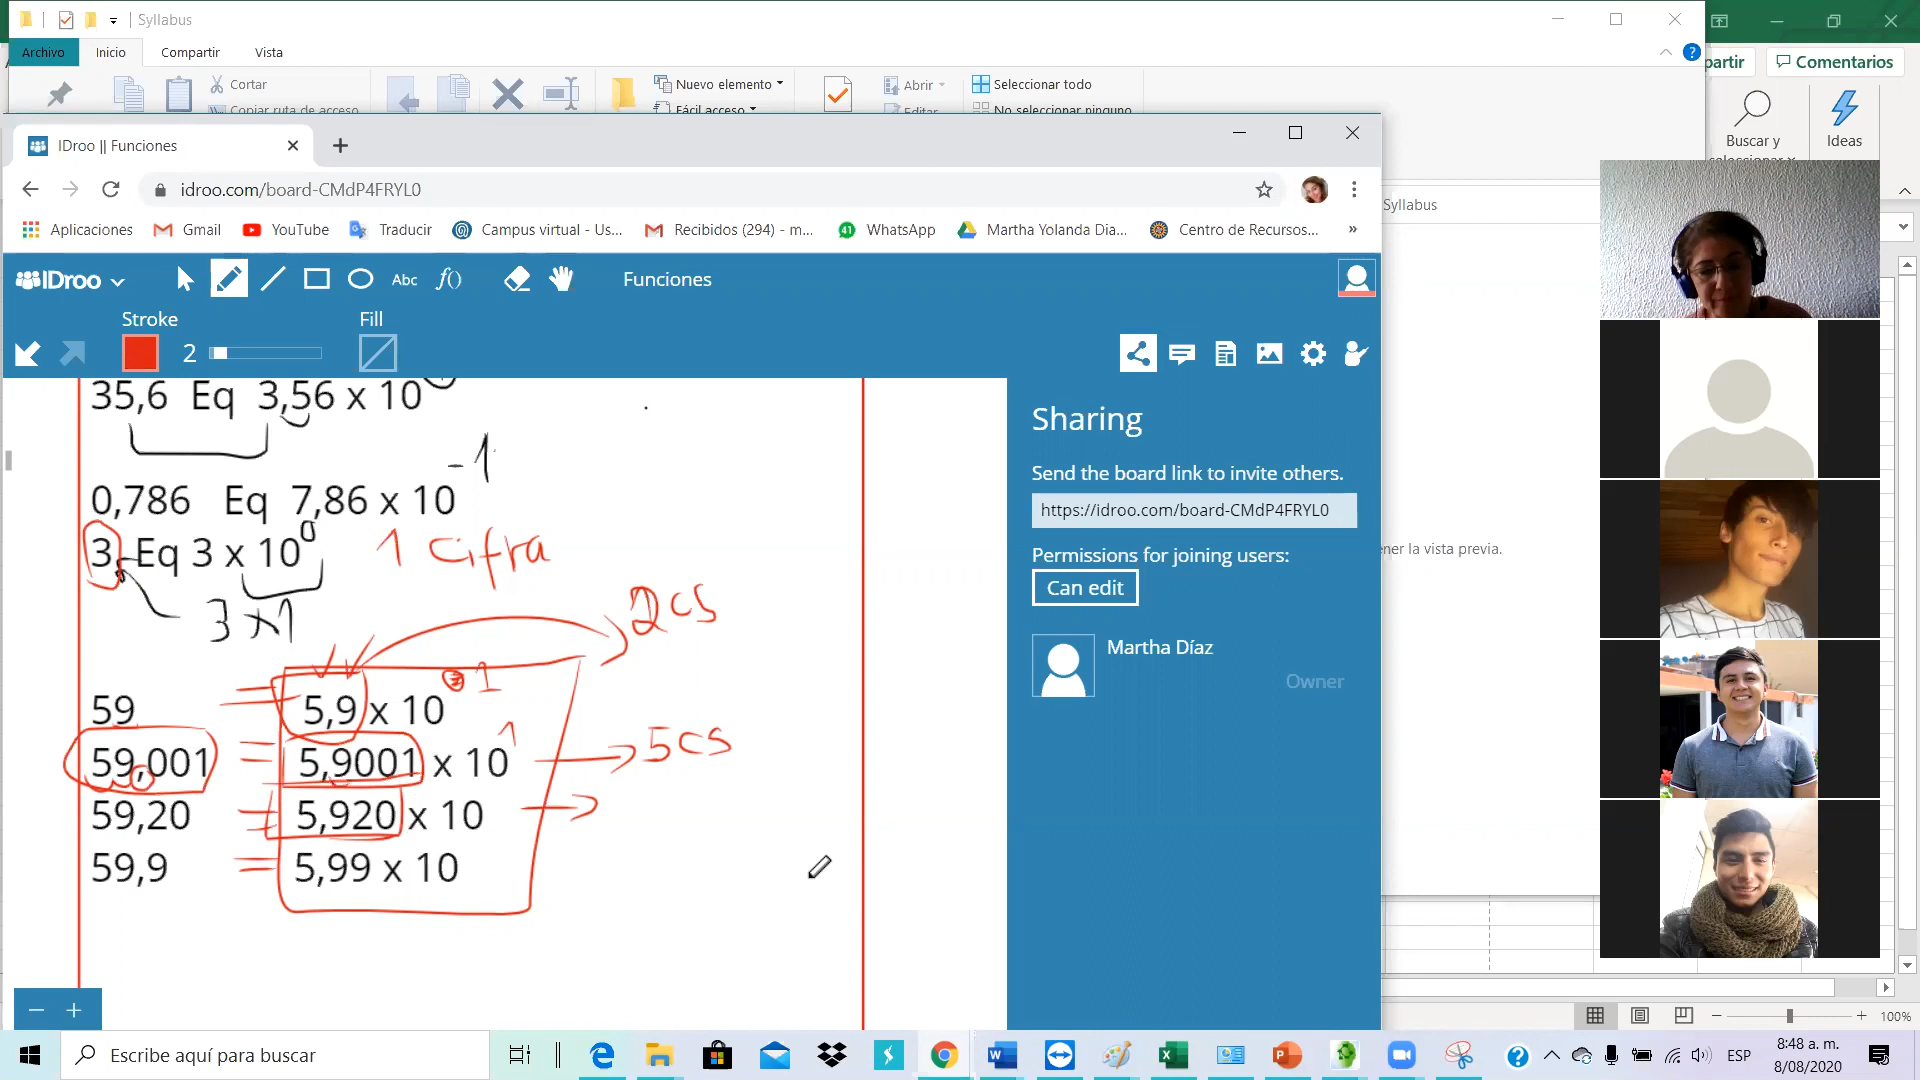 Syllabus
Archivo Inicio Compartir Vista
Cortar
Copiar ruta de acceso
Nuevo elemento
Fácil acceso
Abrir
Editar
Seleccionar todo
No seleccionar ninguno
partir Comentarios
Buscar y
seleccionar
Ideas
Syllabus
IDroo || Funciones
idroo.com/board-CMdP4FRYL0
Aplicaciones Gmail YouTube Traducir Campus virtual - Us... Recibidos (294) - m... 41 WhatsApp Martha Yolanda Dia... Centro de Recursos... »
IDroo Abc f() Funciones
Stroke Fill
2
35,6 Eq 3,56 x 10
0,786 Eq 7,86 x 10 -1
3, Eq 3 x 10 0 1 cifra
3 x 1
2 cs
59 = 5,9 x 10 1
59,001 = 5,9001 x 10 1 → 5 cs
59,20 = 5,920 x 10 →
59,9 = 5,99 x 10
Sharing
Send the board link to invite others.
https://idroo.com/board-CMdP4FRYL0
Permissions for joining users:
Can edit
Martha Díaz
Owner
ner la vista previa.
100%
Escribe aquí para buscar
ESP
8:48 a. m.
8/08/2020